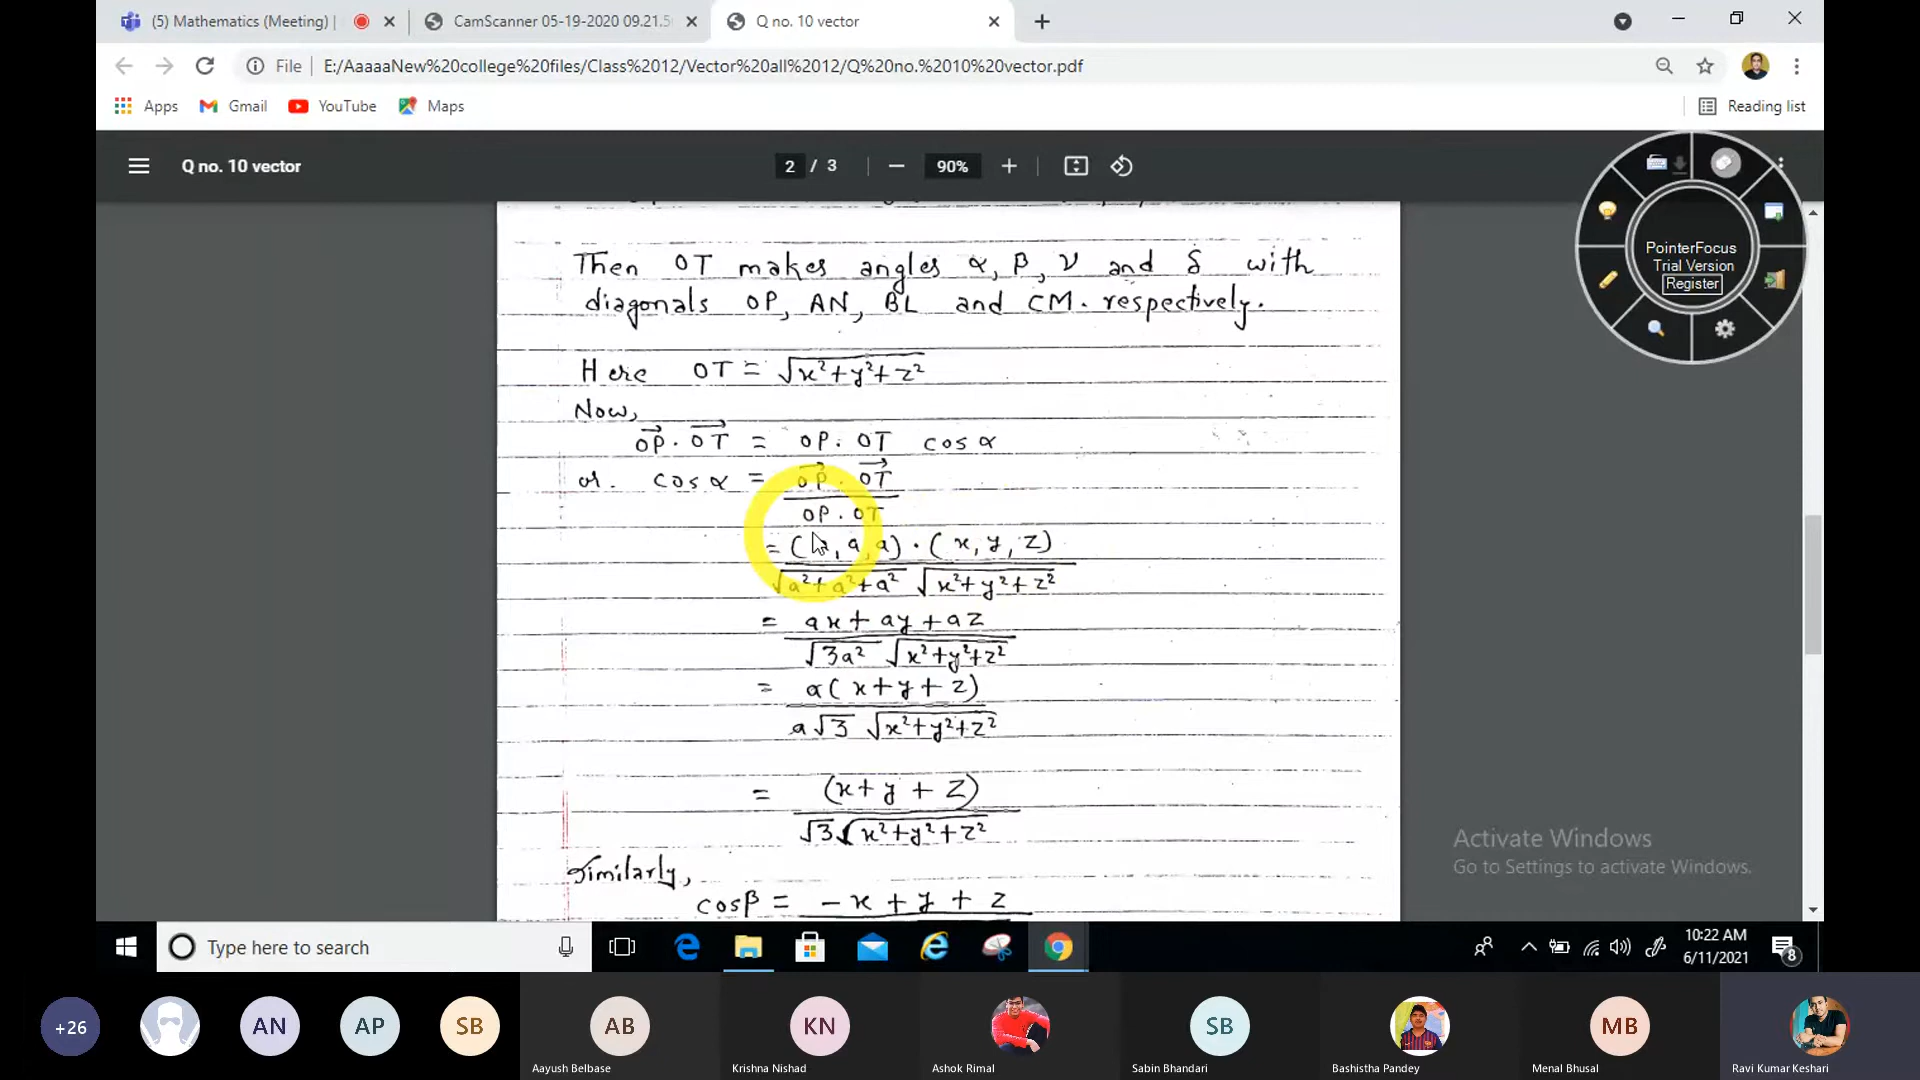 (5) Mathematics (Meeting) |
CamScanner 05-19-2020 09.21.5
Q no. 10 vector
File | E:/AaaaaNew%20college%20files/Class%2012/Vector%20all%2012/Q%20no.%2010%20vector.pdf
Apps Gmail YouTube Maps Reading list
Q no. 10 vector 2 / 3 90%
PointerFocus
Trial Version
Register
Then OT makes angles α, β, γ and δ with
diagonals OP, AN, BL and CM. respectively.
Here OT = √x²+y²+z²
Now,
OP⃗ . OT⃗ = OP. OT cos α
or. cos α = OP⃗ . OT⃗
OP . OT
= ( , a, a) . ( x, y, z)
√a²+a²+a² √x²+y²+z²
= ax + ay + az
√3a² √x²+y²+z²
= a( x + y + z)
a√3 √x²+y²+z²
= (x + y + z)
√3 √x²+y²+z²
Similarly,
cos β = - x + y + z
Activate Windows
Go to Settings to activate Windows.
Type here to search
10:22 AM
6/11/2021
8
+26 AN AP SB AB KN SB MB
Aayush Belbase Krishna Nishad Ashok Rimal Sabin Bhandari Bashistha Pandey Menal Bhusal Ravi Kumar Keshari